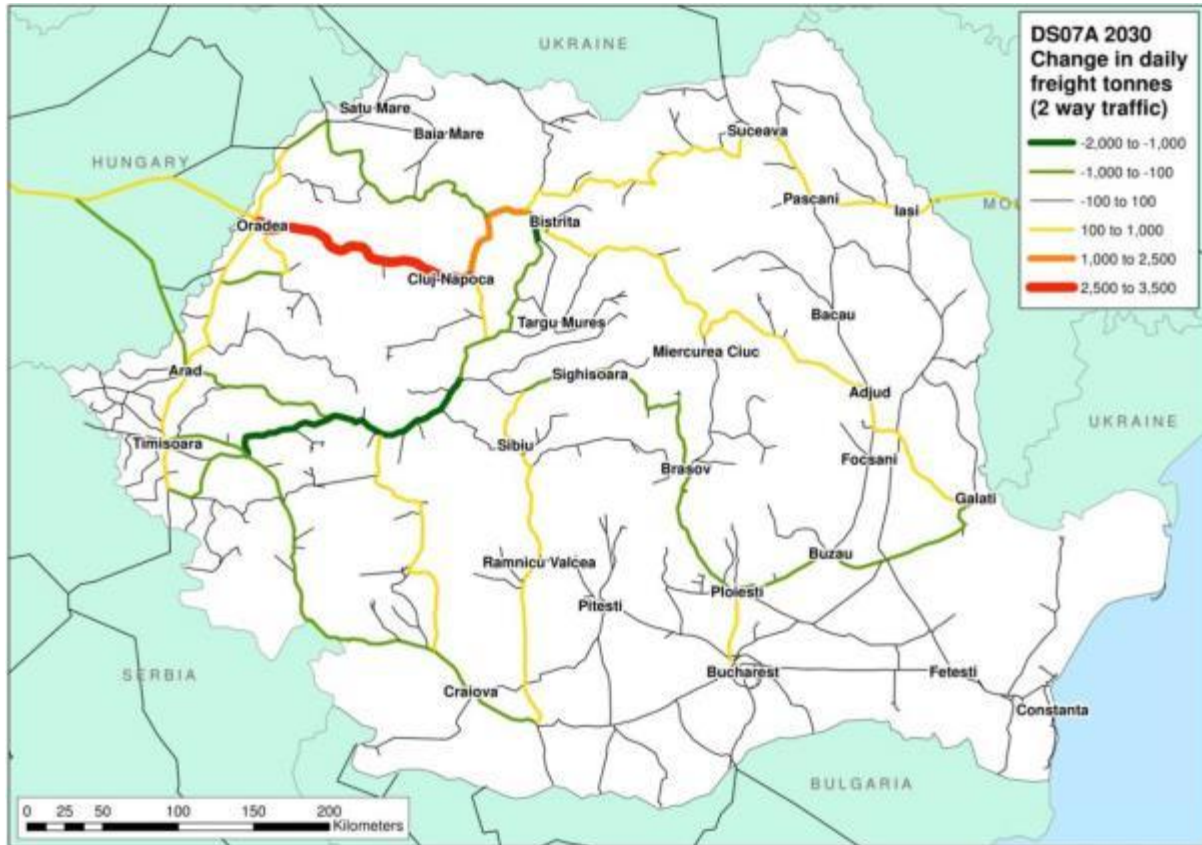 DS07A 2030
Change in daily
freight tonnes
(2 way traffic)
-2,000 to -1,000
-1,000 to -100
-100 to 100
100 to 1,000
1,000 to 2,500
2,500 to 3,500
UKRAINE
Satu Mare
Baia Mare
Suceava
HUNGARY
Pascani
Iasi
MOL
Oradea
Bistrita
Cluj-Napoca
Targu Mures
Bacau
Miercurea Ciuc
Arad
Sighisoara
Adjud
UKRAINE
Timisoara
Sibiu
Focsani
Brasov
Galati
Buzau
Ramnicu Valcea
Ploiesti
Pitesti
SERBIA
Bucharest
Fetesti
Craiova
Constanta
BULGARIA
0 25 50 100 150 200
Kilometers